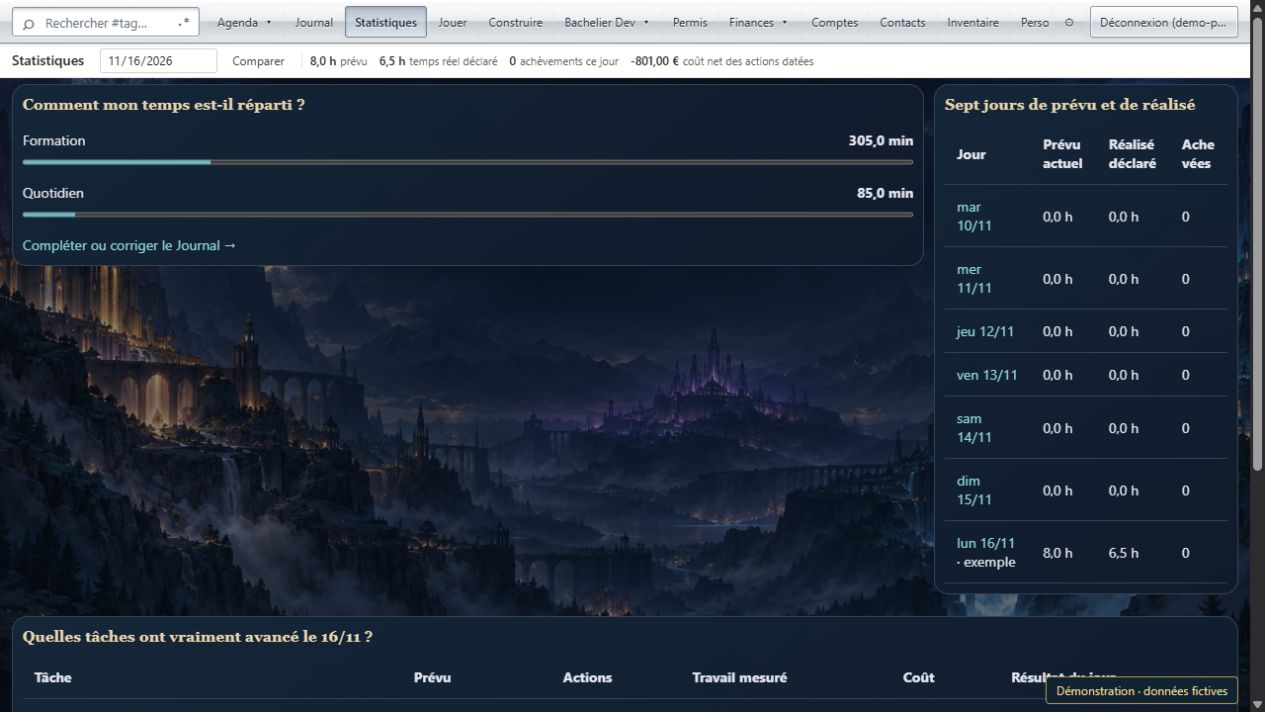 Rechercher #tag... .*
Agenda
Journal
Statistiques
Jouer
Construire
Bachelier Dev
Permis
Finances
Comptes
Contacts
Inventaire
Perso
Déconnexion (demo-p...
Statistiques
11/16/2026
Comparer
8,0 h prévu
6,5 h temps réel déclaré
0 achèvements ce jour
-801,00 € coût net des actions datées
Comment mon temps est-il réparti ?
Formation 305,0 min
Quotidien 85,0 min
Compléter ou corriger le Journal →
Sept jours de prévu et de réalisé
Jour
Prévu
actuel
Réalisé
déclaré
Ache
vées
mar
10/11
0,0 h 0,0 h 0
mer
11/11
0,0 h 0,0 h 0
jeu 12/11 0,0 h 0,0 h 0
ven 13/11 0,0 h 0,0 h 0
sam
14/11
0,0 h 0,0 h 0
dim
15/11
0,0 h 0,0 h 0
lun 16/11
· exemple
8,0 h 6,5 h 0
Quelles tâches ont vraiment avancé le 16/11 ?
Tâche Prévu Actions Travail mesuré Coût Résultat du jour
Démonstration · données fictives